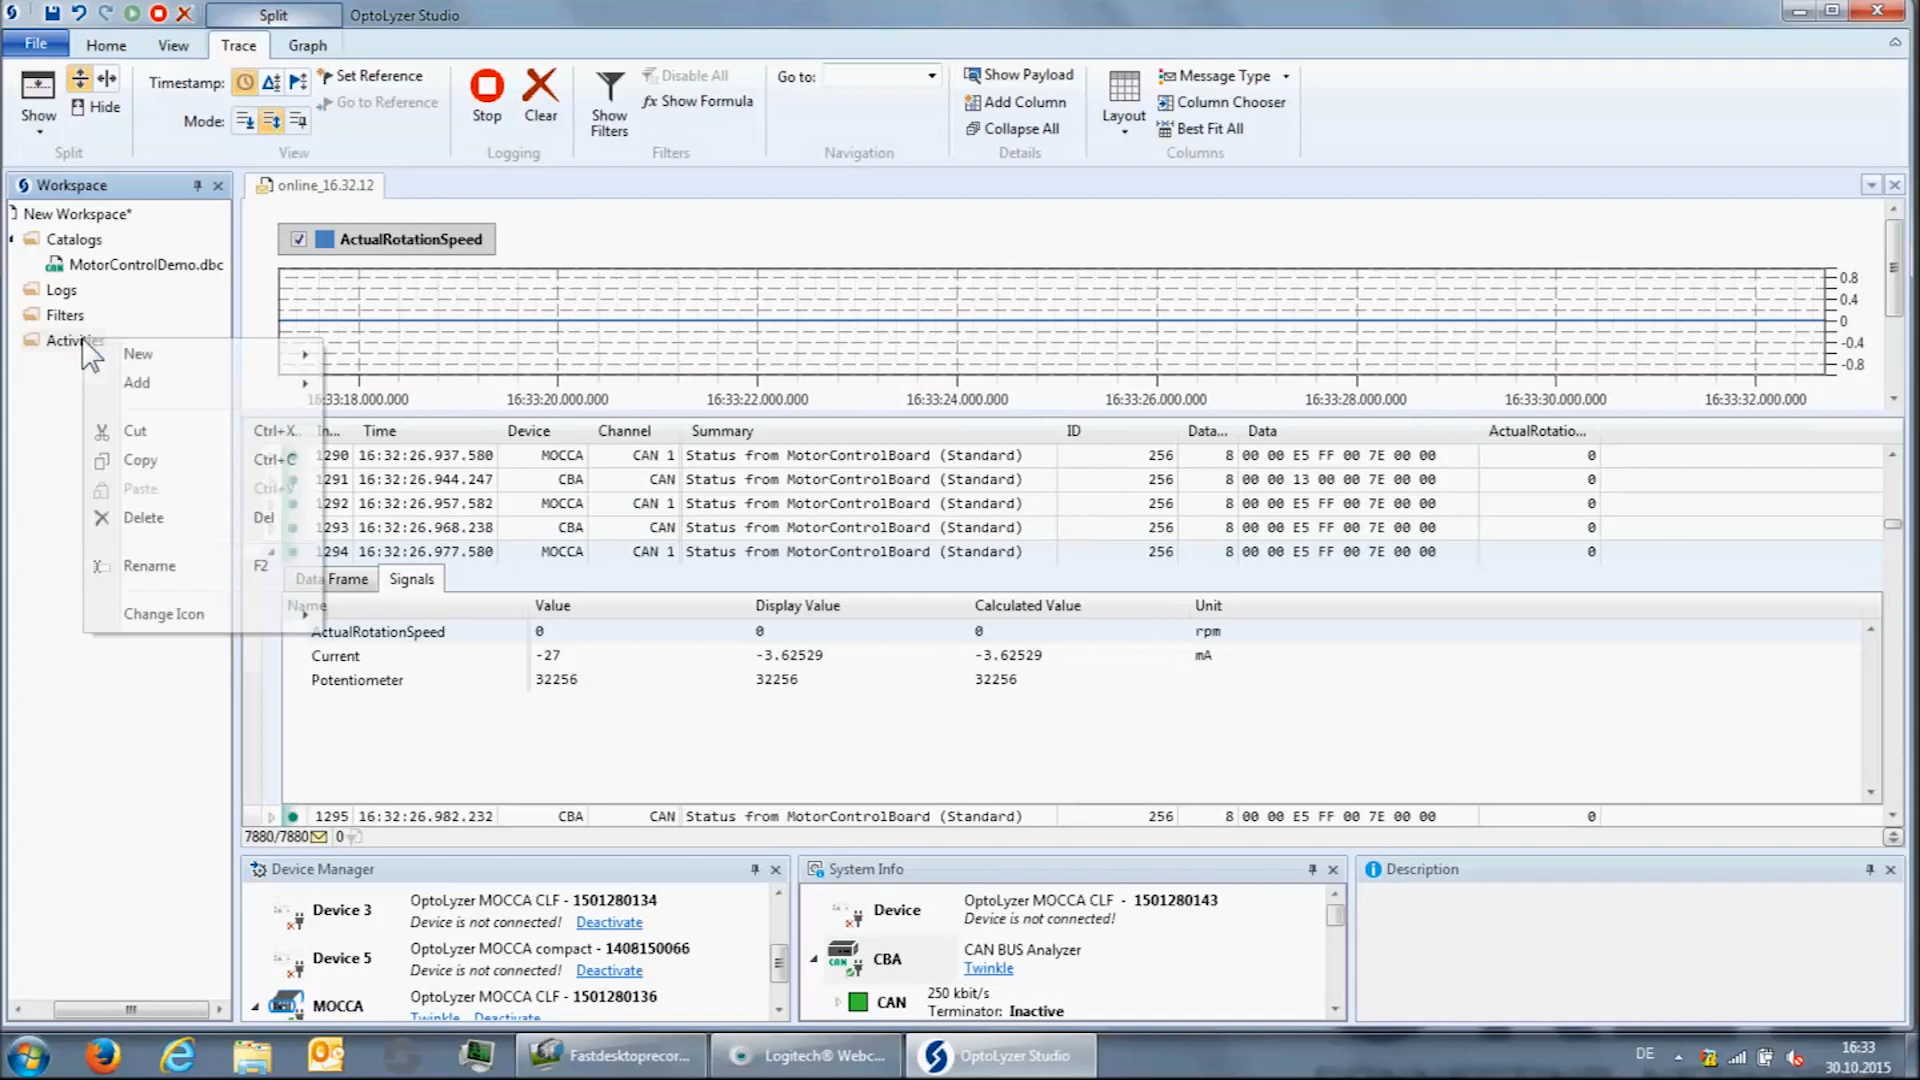 Split
OptoLyzer Studio
File Home View Trace Graph
Show
Hide
Split
Timestamp:
Mode:
Set Reference
Go to Reference
View
Stop
Clear
Logging
Show Filters
Disable All
fx Show Formula
Filters
Go to:
Navigation
Show Payload
Add Column
Collapse All
Details
Layout
Message Type
Column Chooser
Best Fit All
Columns
Workspace
New Workspace*
Catalogs
MotorControlDemo.dbc
Logs
Filters
New
Add
Cut Ctrl+X
Copy Ctrl+C
Paste Ctrl+V
Delete Del
Rename F2
Change Icon
online_16.32.12
ActualRotationSpeed
0.8
0.4
0
-0.4
-0.8
16:33:20.000.000 16:33:22.000.000 16:33:24.000.000 16:33:26.000.000 16:33:28.000.000 16:33:30.000.000 16:33:32.000.000
In... Time Device Channel Summary ID Data... Data ActualRotatio...
1290 16:32:26.937.580 MOCCA CAN 1 Status from MotorControlBoard (Standard) 256 8 00 00 E5 FF 00 7E 00 00 0
1291 16:32:26.944.247 CBA CAN Status from MotorControlBoard (Standard) 256 8 00 00 13 00 00 7E 00 00 0
1292 16:32:26.957.582 MOCCA CAN 1 Status from MotorControlBoard (Standard) 256 8 00 00 E5 FF 00 7E 00 00 0
1293 16:32:26.968.238 CBA CAN Status from MotorControlBoard (Standard) 256 8 00 00 E5 FF 00 7E 00 00 0
1294 16:32:26.977.580 MOCCA CAN 1 Status from MotorControlBoard (Standard) 256 8 00 00 E5 FF 00 7E 00 00 0
Data Frame Signals
Name Value Display Value Calculated Value Unit
ActualRotationSpeed 0 0 0 rpm
Current -27 -3.62529 -3.62529 mA
Potentiometer 32256 32256 32256
1295 16:32:26.982.232 CBA CAN Status from MotorControlBoard (Standard) 256 8 00 00 E5 FF 00 7E 00 00 0
7880/7880 0
Device Manager
Device 3 OptoLyzer MOCCA CLF - 1501280134
Device is not connected! Deactivate
Device 5 OptoLyzer MOCCA compact - 1408150066
Device is not connected! Deactivate
MOCCA OptoLyzer MOCCA CLF - 1501280136
Twinkle Deactivate
System Info
Device OptoLyzer MOCCA CLF - 1501280143
Device is not connected!
CBA CAN BUS Analyzer
Twinkle
CAN 250 kbit/s
Terminator: Inactive
Description
Fastdesktoprecor...
Logitech® Webc...
OptoLyzer Studio
DE
16:33
30.10.2015